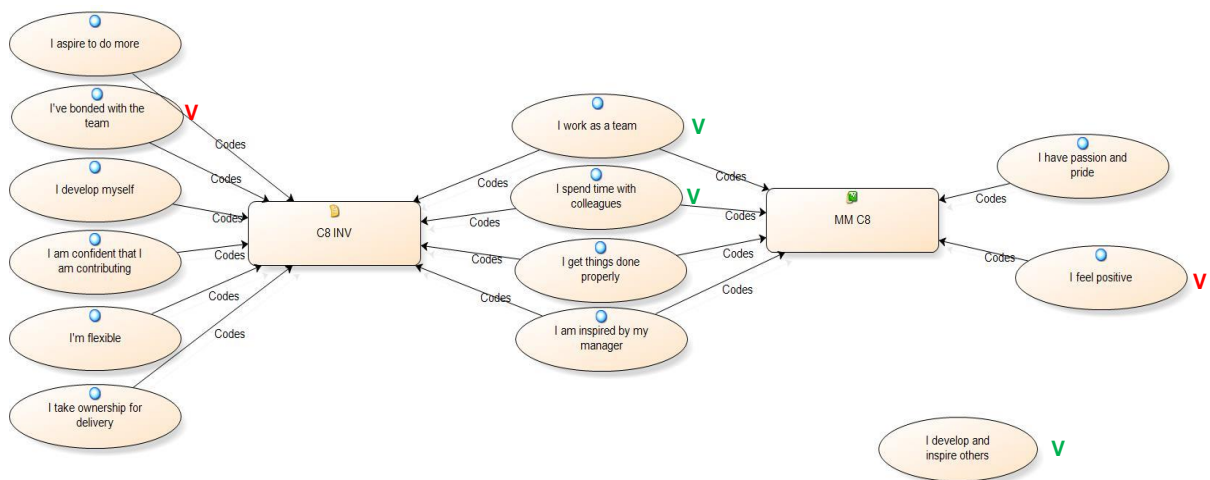 I aspire to do more
I've bonded with the
team
V
Codes
Codes
I develop myself
Codes
I am confident that I
am contributing
Codes
I'm flexible
Codes
Codes
I take ownership for
delivery
C8 INV
I work as a team
V
Codes
Codes
I spend time with
colleagues
V
Codes
Codes
I get things done
properly
Codes
Codes
I am inspired by my
manager
Codes
Codes
MM C8
I have passion and
pride
Codes
Codes
I feel positive
V
I develop and
inspire others
V